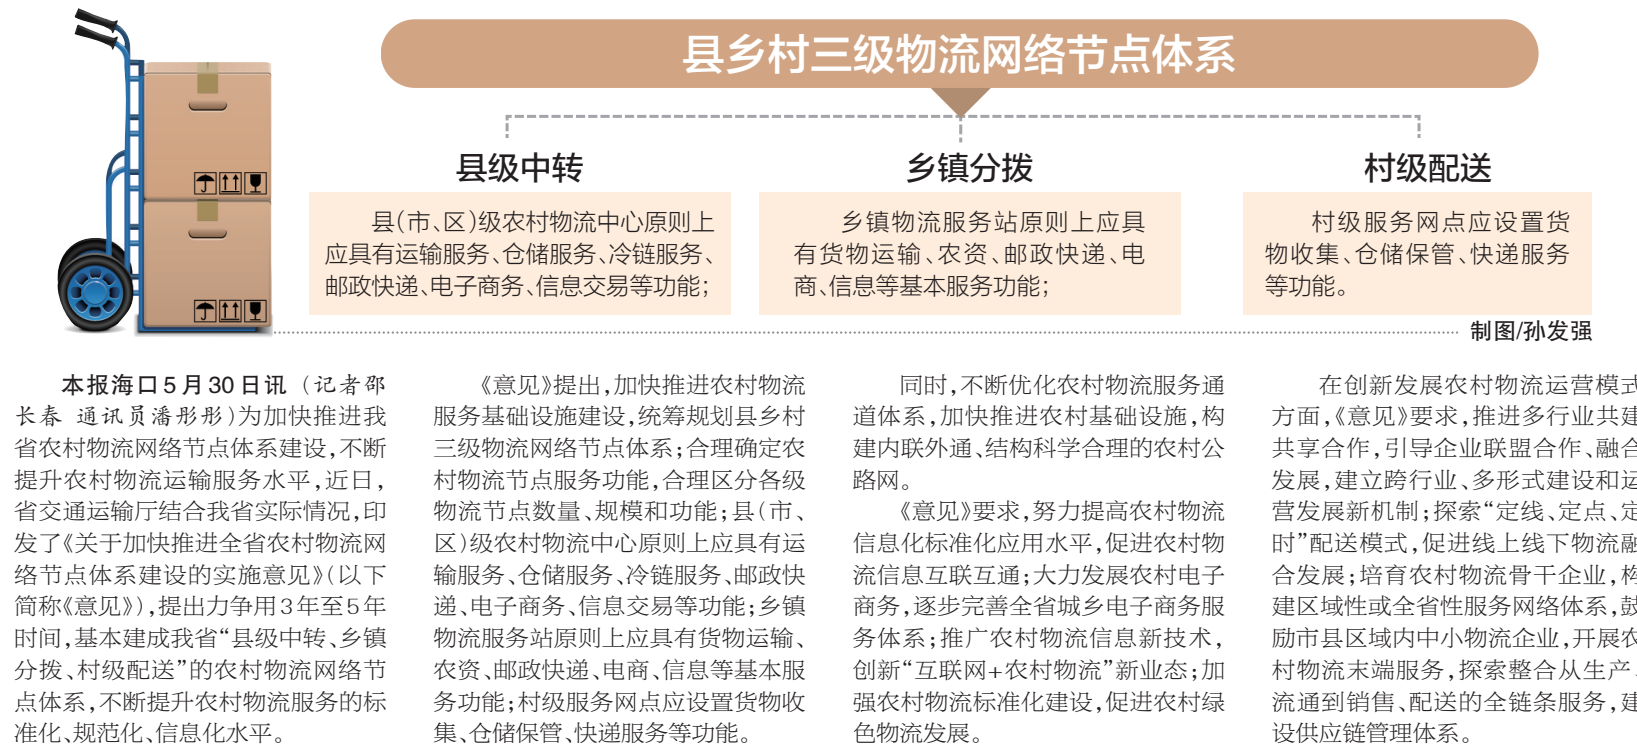 县乡村三级物流网络节点体系
县级中转
县(市、区)级农村物流中心原则上
应具有运输服务、仓储服务、冷链服务、
邮政快递、电子商务、信息交易等功能;
乡镇分拨
乡镇物流服务站原则上应具
有货物运输、农资、邮政快递、电
商、信息等基本服务功能;
村级配送
村级服务网点应设置货
物收集、仓储保管、快递服务
等功能。
制图/孙发强
本报海口5月30日讯 (记者邵
长春 通讯员潘彤彤)为加快推进我
省农村物流网络节点体系建设,不断
提升农村物流运输服务水平,近日,
省交通运输厅结合我省实际情况,印
发了《关于加快推进全省农村物流网
络节点体系建设的实施意见》(以下
简称《意见》),提出力争用3年至5年
时间,基本建成我省“县级中转、乡镇
分拨、村级配送”的农村物流网络节
点体系,不断提升农村物流服务的标
准化、规范化、信息化水平。
《意见》提出,加快推进农村物流
服务基础设施建设,统筹规划县乡村
三级物流网络节点体系;合理确定农
村物流节点服务功能,合理区分各级
物流节点数量、规模和功能;县(市、
区)级农村物流中心原则上应具有运
输服务、仓储服务、冷链服务、邮政快
递、电子商务、信息交易等功能;乡镇
物流服务站原则上应具有货物运输、
农资、邮政快递、电商、信息等基本服
务功能;村级服务网点应设置货物收
集、仓储保管、快递服务等功能。
同时,不断优化农村物流服务通
道体系,加快推进农村基础设施,构
建内联外通、结构科学合理的农村公
路网。
《意见》要求,努力提高农村物流
信息化标准化应用水平,促进农村物
流信息互联互通;大力发展农村电子
商务,逐步完善全省城乡电子商务服
务体系;推广农村物流信息新技术,
创新“互联网+农村物流”新业态;加
强农村物流标准化建设,促进农村绿
色物流发展。
在创新发展农村物流运营模式
方面,《意见》要求,推进多行业共建
共享合作,引导企业联盟合作、融合
发展,建立跨行业、多形式建设和运
营发展新机制;探索“定线、定点、定
时”配送模式,促进线上线下物流融
合发展;培育农村物流骨干企业,构
建区域性或全省性服务网络体系,鼓
励市县区域内中小物流企业,开展农
村物流末端服务,探索整合从生产、
流通到销售、配送的全链条服务,建
设供应链管理体系。